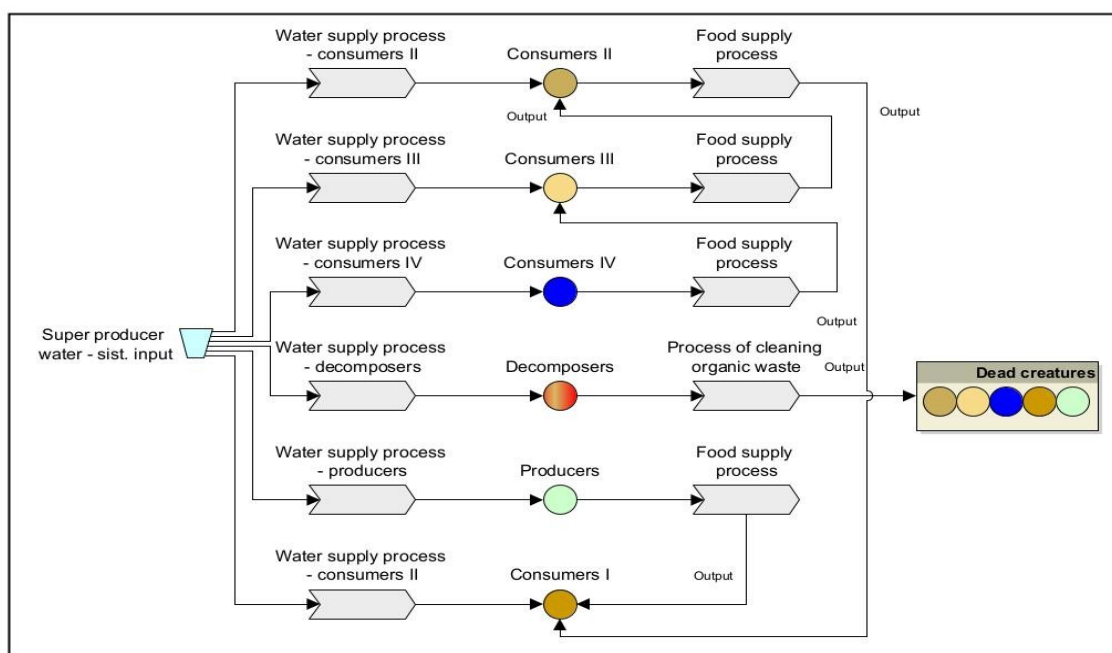 Water supply process
- consumers II
Consumers II
Food supply
process
Output
Output
Water supply process
- consumers III
Consumers III
Food supply
process
Water supply process
- consumers IV
Consumers IV
Food supply
process
Output
Super producer
water - sist. input
Water supply process
- decomposers
Decomposers
Process of cleaning
organic waste
Output
Dead creatures
Water supply process
- producers
Producers
Food supply
process
Water supply process
- consumers II
Consumers I
Output